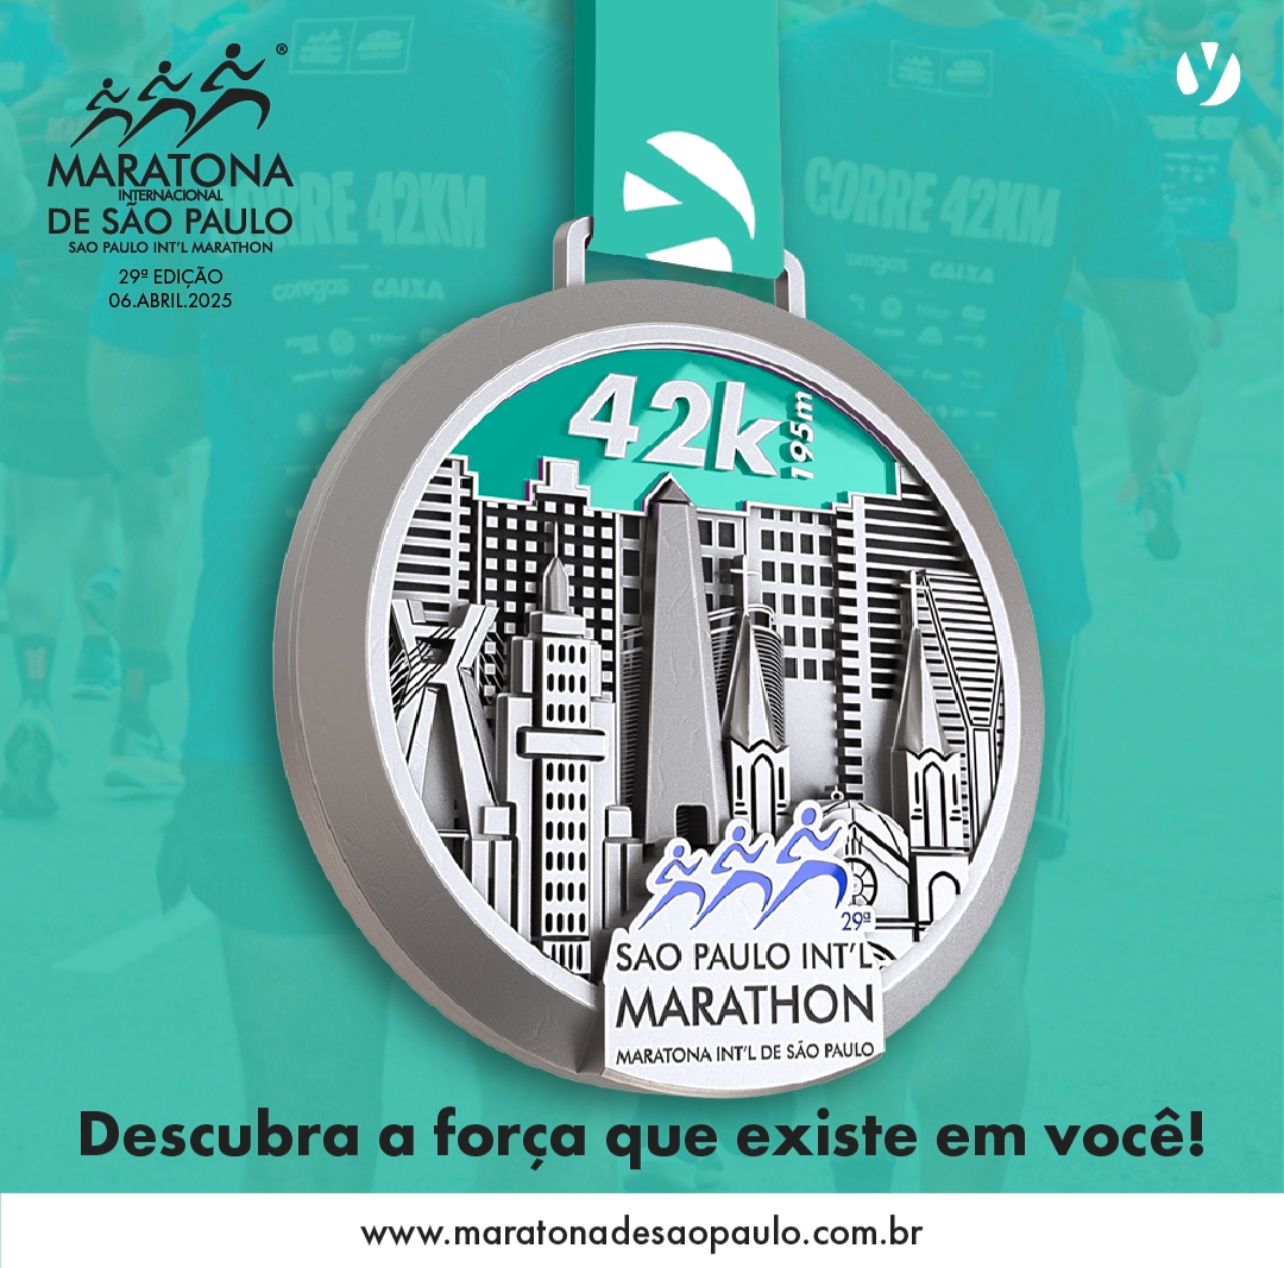 MARATONA
INTERNACIONAL
DE SÃO PAULO
SAO PAULO INT'L MARATHON
29ª EDIÇÃO
06.ABRIL.2025
®
CORRE 42KM
comgas CAIXA
CORRE 42KM
comgas CAIXA
CORRE 42KM
42k
195m
29ª
SAO PAULO INT'L
MARATHON
MARATONA INT'L DE SÃO PAULO
Descubra a força que existe em você!
www.maratonadesaopaulo.com.br